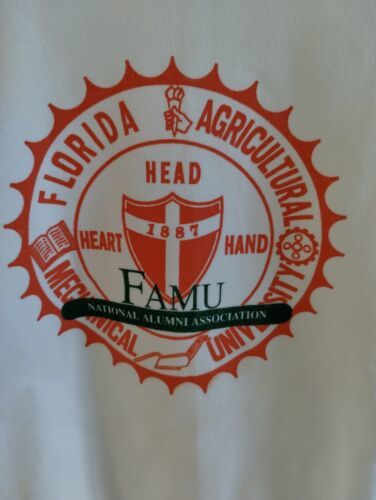 FLORIDA AGRICULTURAL
MECHANICAL UNIVERSITY
HEAD
HEART HAND
1887
FAMU
NATIONAL ALUMNI ASSOCIATION